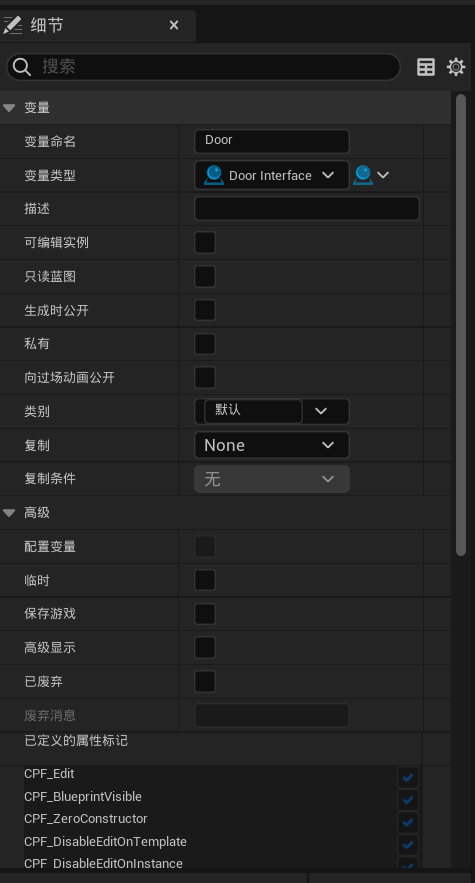 细节
搜索
变量
变量命名 Door
变量类型 Door Interface
描述
可编辑实例
只读蓝图
生成时公开
私有
向过场动画公开
类别 默认
复制 None
复制条件 无
高级
配置变量
临时
保存游戏
高级显示
已废弃
废弃消息
已定义的属性标记
CPF_Edit
CPF_BlueprintVisible
CPF_ZeroConstructor
CPF_DisableEditOnTemplate
CPF_DisableEditOnInstance